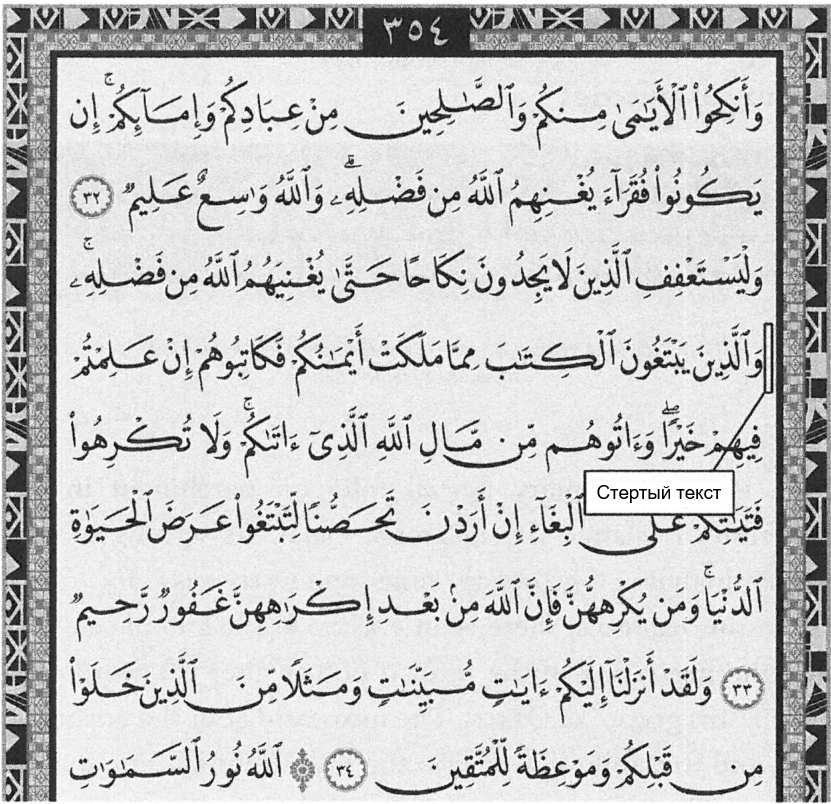 ٣٥٤
وَأَنكِحُوا۟ ٱلْأَيَـٰمَىٰ مِنكُمْ وَٱلصَّـٰلِحِينَ مِنْ عِبَادِكُمْ وَإِمَآئِكُمْ ۚ إِن
يَكُونُوا۟ فُقَرَآءَ يُغْنِهِمُ ٱللَّهُ مِن فَضْلِهِۦ ۗ وَٱللَّهُ وَٰسِعٌ عَلِيمٌ ٣٢
وَلْيَسْتَعْفِفِ ٱلَّذِينَ لَا يَجِدُونَ نِكَاحًا حَتَّىٰ يُغْنِيَهُمُ ٱللَّهُ مِن فَضْلِهِۦ ۗ
وَٱلَّذِينَ يَبْتَغُونَ ٱلْكِتَـٰبَ مِمَّا مَلَكَتْ أَيْمَـٰنُكُمْ فَكَاتِبُوهُمْ إِنْ عَلِمْتُمْ
فِيهِمْ خَيْرًا ۖ وَءَاتُوهُم مِّن مَّالِ ٱللَّهِ ٱلَّذِىٓ ءَاتَىٰكُمْ ۚ وَلَا تُكْرِهُوا۟
Стертый текст
فَتَيَـٰتِكُمْ عَلَى ٱلْبِغَآءِ إِنْ أَرَدْنَ تَحَصُّنًا لِّتَبْتَغُوا۟ عَرَضَ ٱلْحَيَوٰةِ
ٱلدُّنْيَا ۚ وَمَن يُكْرِههُّنَّ فَإِنَّ ٱللَّهَ مِنۢ بَعْدِ إِكْرَٰهِهِنَّ غَفُورٌ رَّحِيمٌ
٣٣ وَلَقَدْ أَنزَلْنَآ إِلَيْكُمْ ءَايَـٰتٍ مُّبَيِّنَـٰتٍ وَمَثَلًا مِّنَ ٱلَّذِينَ خَلَوْا۟
مِن قَبْلِكُمْ وَمَوْعِظَةً لِّلْمُتَّقِينَ ٣٤ ۞ ٱللَّهُ نُورُ ٱلسَّمَـٰوَٰتِ